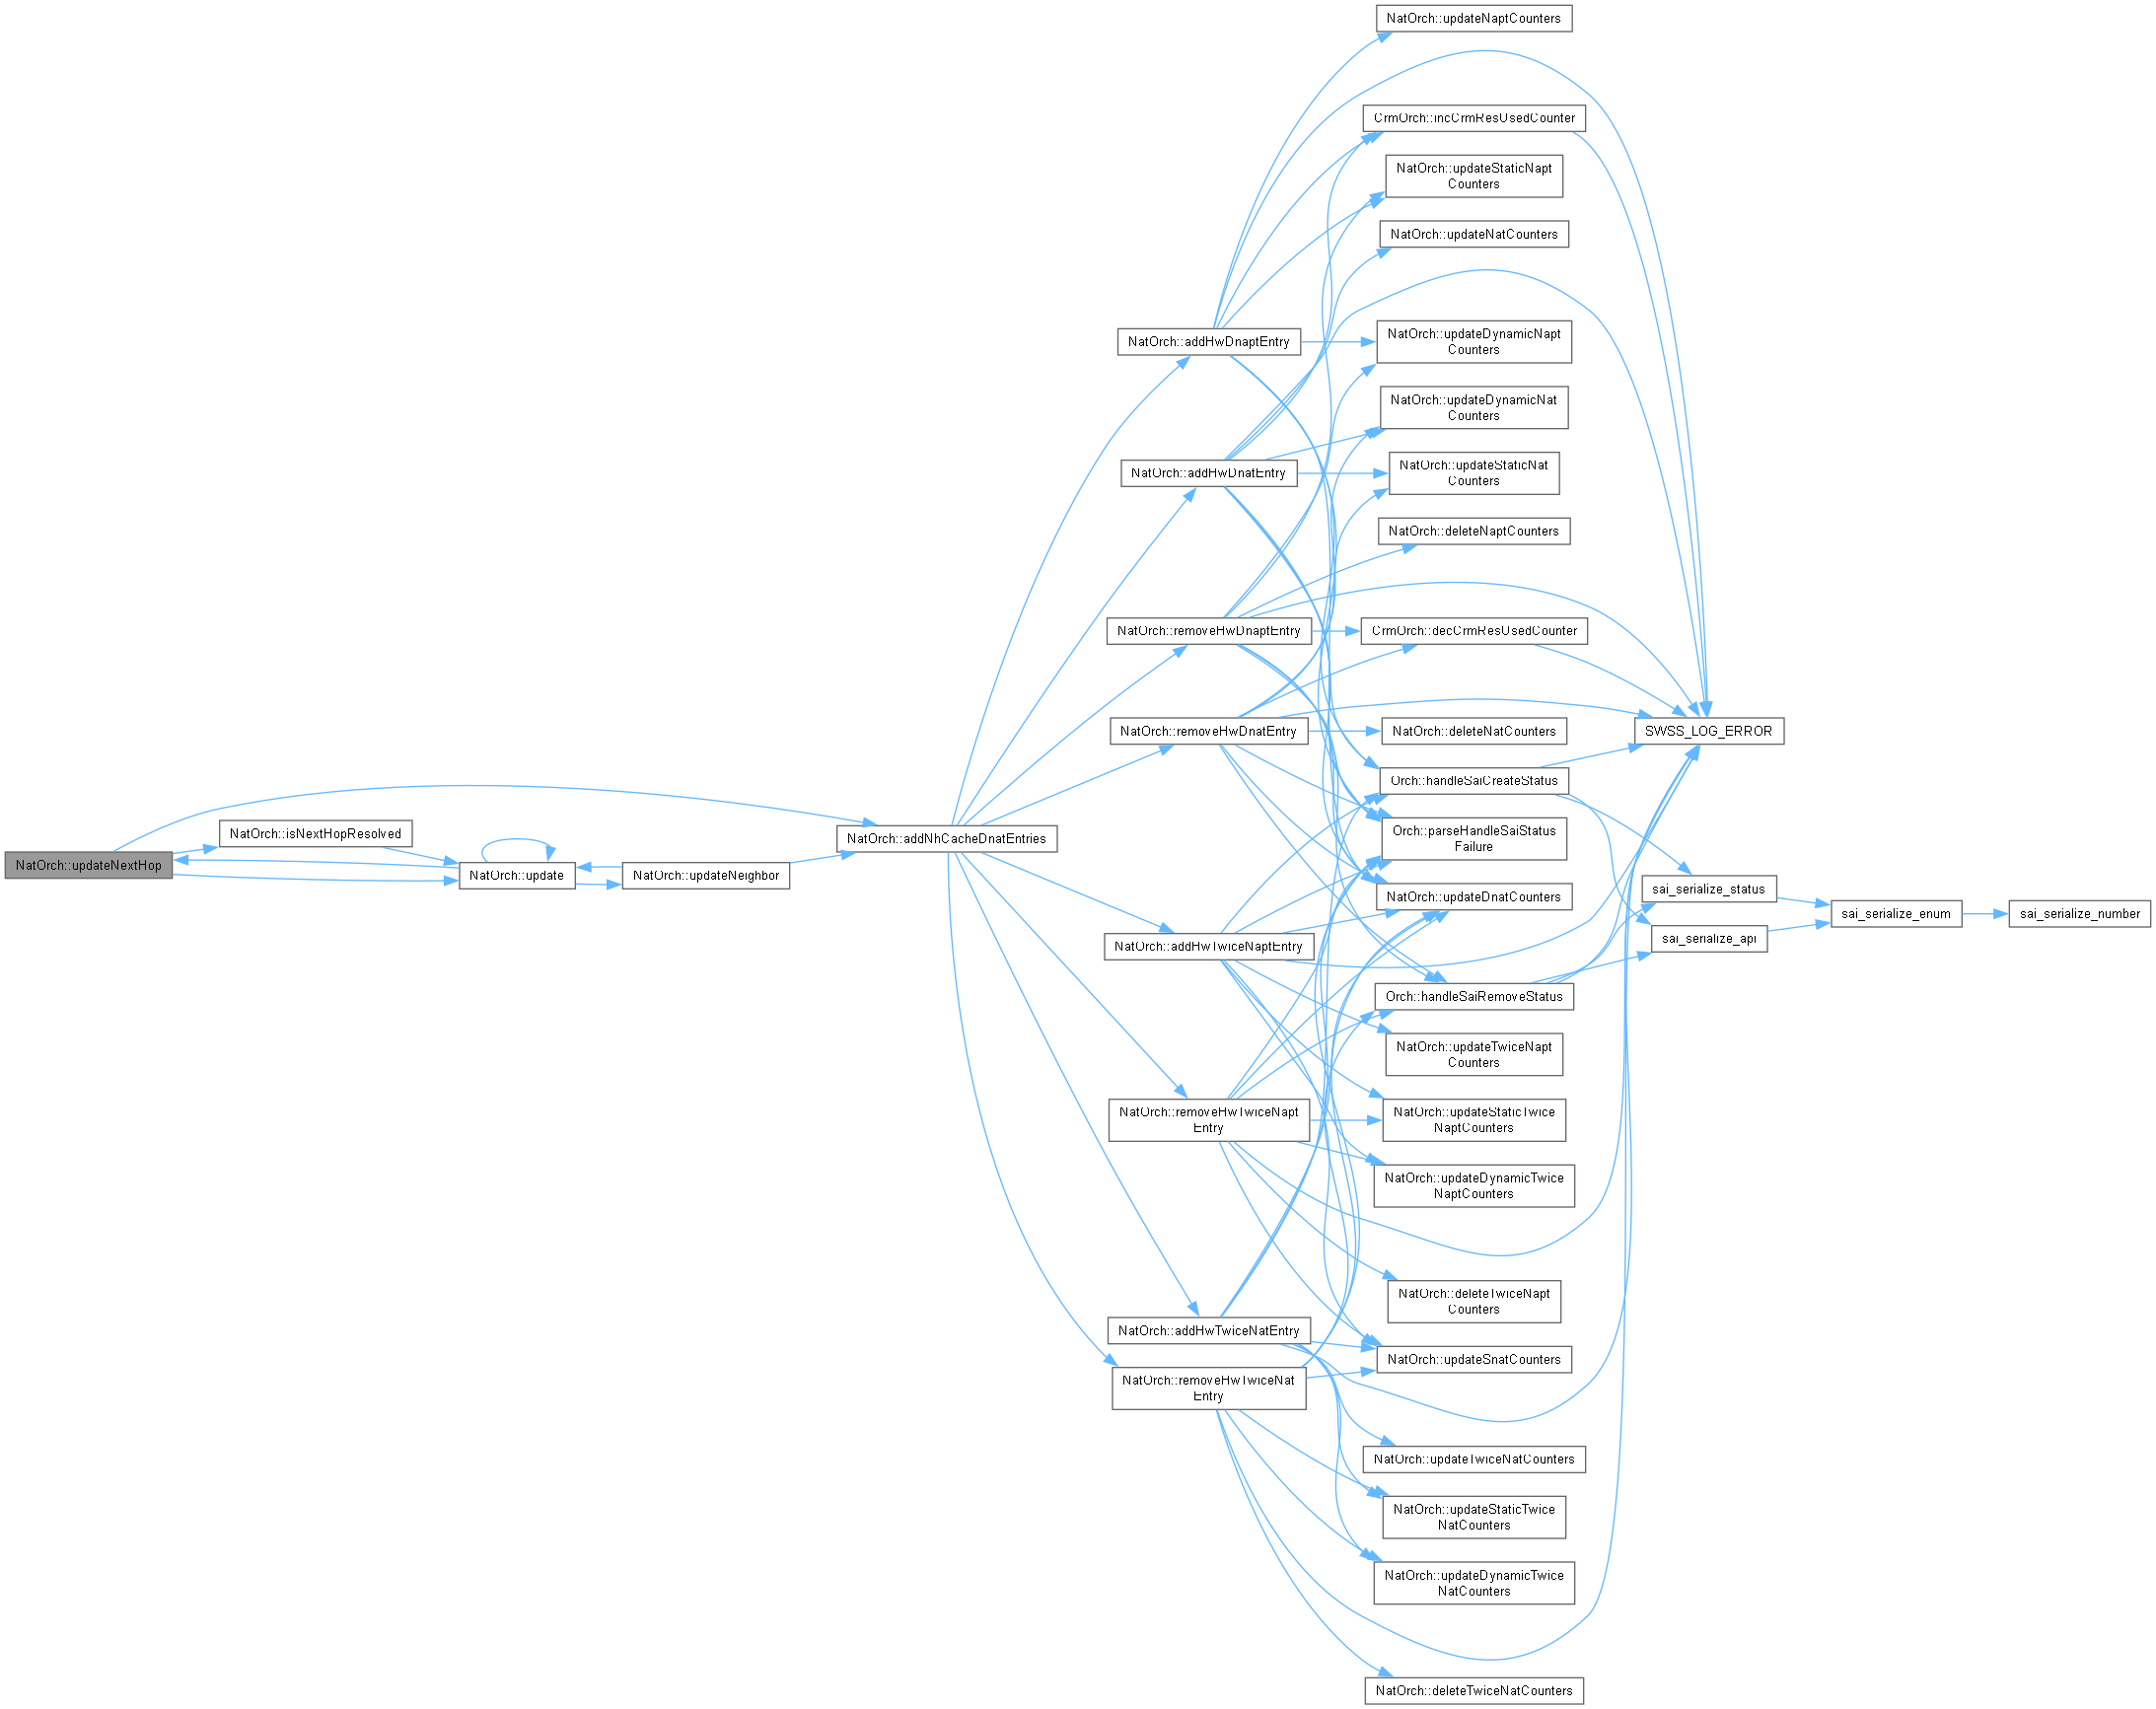 NatOrch::updateNextHop
NatOrch::isNextHopResolved
NatOrch::update
NatOrch::updateNeighbor
NatOrch::addNhCacheDnatEntries
NatOrch::addHwDnaptEntry
NatOrch::addHwDnatEntry
NatOrch::removeHwDnaptEntry
NatOrch::removeHwDnatEntry
NatOrch::addHwTwiceNaptEntry
NatOrch::removeHwTwiceNapt
Entry
NatOrch::addHwTwiceNatEntry
NatOrch::removeHwTwiceNat
Entry
NatOrch::updateNaptCounters
CrmOrch::incCrmResUsedCounter
NatOrch::updateStaticNapt
Counters
NatOrch::updateNatCounters
NatOrch::updateDynamicNapt
Counters
NatOrch::updateDynamicNat
Counters
NatOrch::updateStaticNat
Counters
NatOrch::deleteNaptCounters
CrmOrch::decCrmResUsedCounter
NatOrch::deleteNatCounters
Orch::handleSaiCreateStatus
Orch::parseHandleSaiStatus
Failure
NatOrch::updateDnatCounters
Orch::handleSaiRemoveStatus
NatOrch::updateTwiceNapt
Counters
NatOrch::updateStaticTwice
NaptCounters
NatOrch::updateDynamicTwice
NaptCounters
NatOrch::deleteTwiceNapt
Counters
NatOrch::updateSnatCounters
NatOrch::updateTwiceNatCounters
NatOrch::updateStaticTwice
NatCounters
NatOrch::updateDynamicTwice
NatCounters
NatOrch::deleteTwiceNatCounters
SWSS_LOG_ERROR
sai_serialize_status
sai_serialize_api
sai_serialize_enum
sai_serialize_number